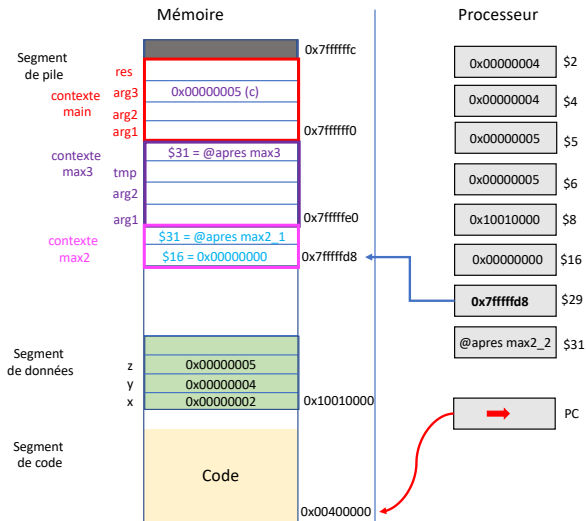 Mémoire
Processeur
0x7ffffffc
Segment
de pile
res
contexte
main
arg3
0x00000005 (c)
arg2
arg1
0x7ffffff0
contexte
max3
$31 = @apres max3
tmp
arg2
arg1
0x7fffffe0
contexte
max2
$31 = @apres max2_1
$16 = 0x00000000
0x7fffffd8
Segment
de données
z
0x00000005
y
0x00000004
x
0x00000002
0x10010000
Segment
de code
Code
0x00400000
0x00000004
$2
0x00000004
$4
0x00000005
$5
0x00000005
$6
0x10010000
$8
0x00000000
$16
0x7fffffd8
$29
@apres max2_2
$31
PC